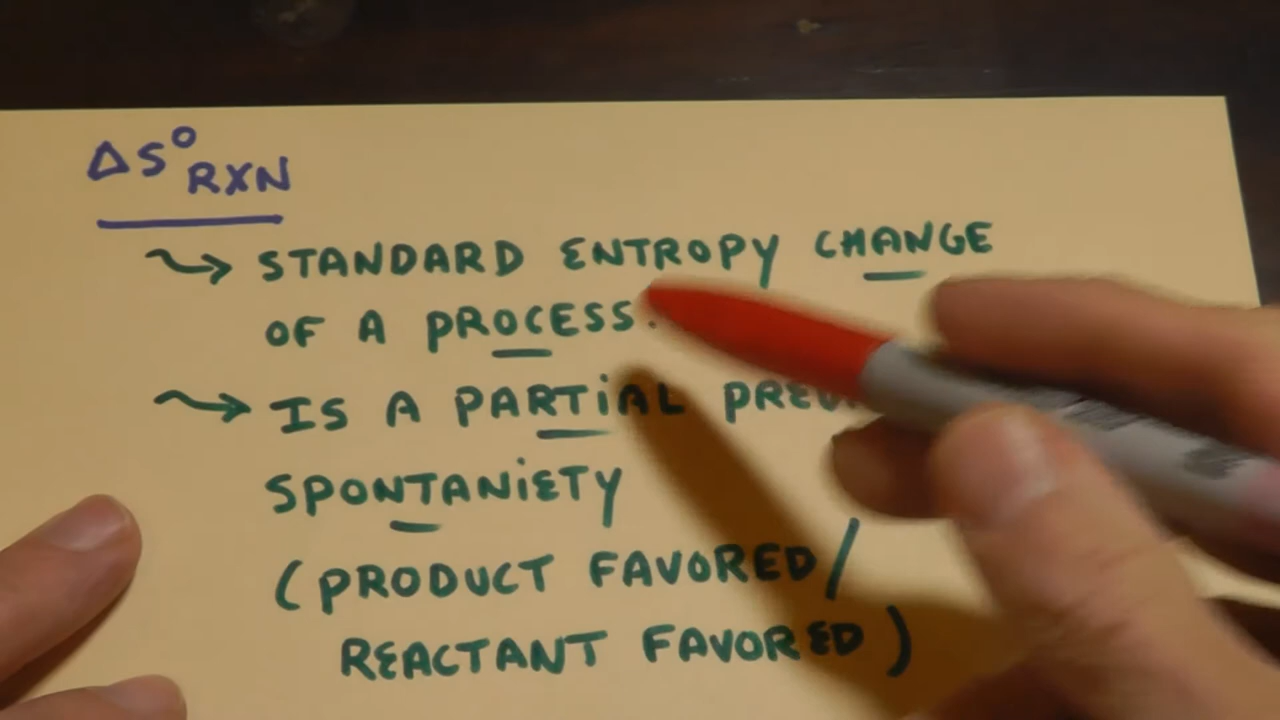 ΔS° RXN
STANDARD ENTROPY CHANGE
OF A PROCESS.
IS A PARTIAL
SPONTANIETY
(PRODUCT FAVORED/
REACTANT FAVORED)